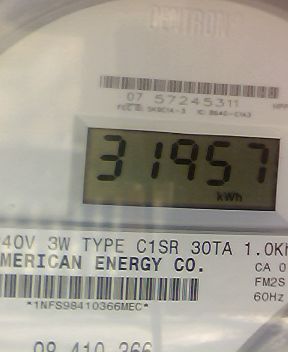 CENTRON
07 57245311
31957
kWh
40V 3W TYPE C1SR 30TA 1.0K
MERICAN ENERGY CO.
CA 0
FM2S
60Hz
*1NFS98410366MEC*
98 410 366